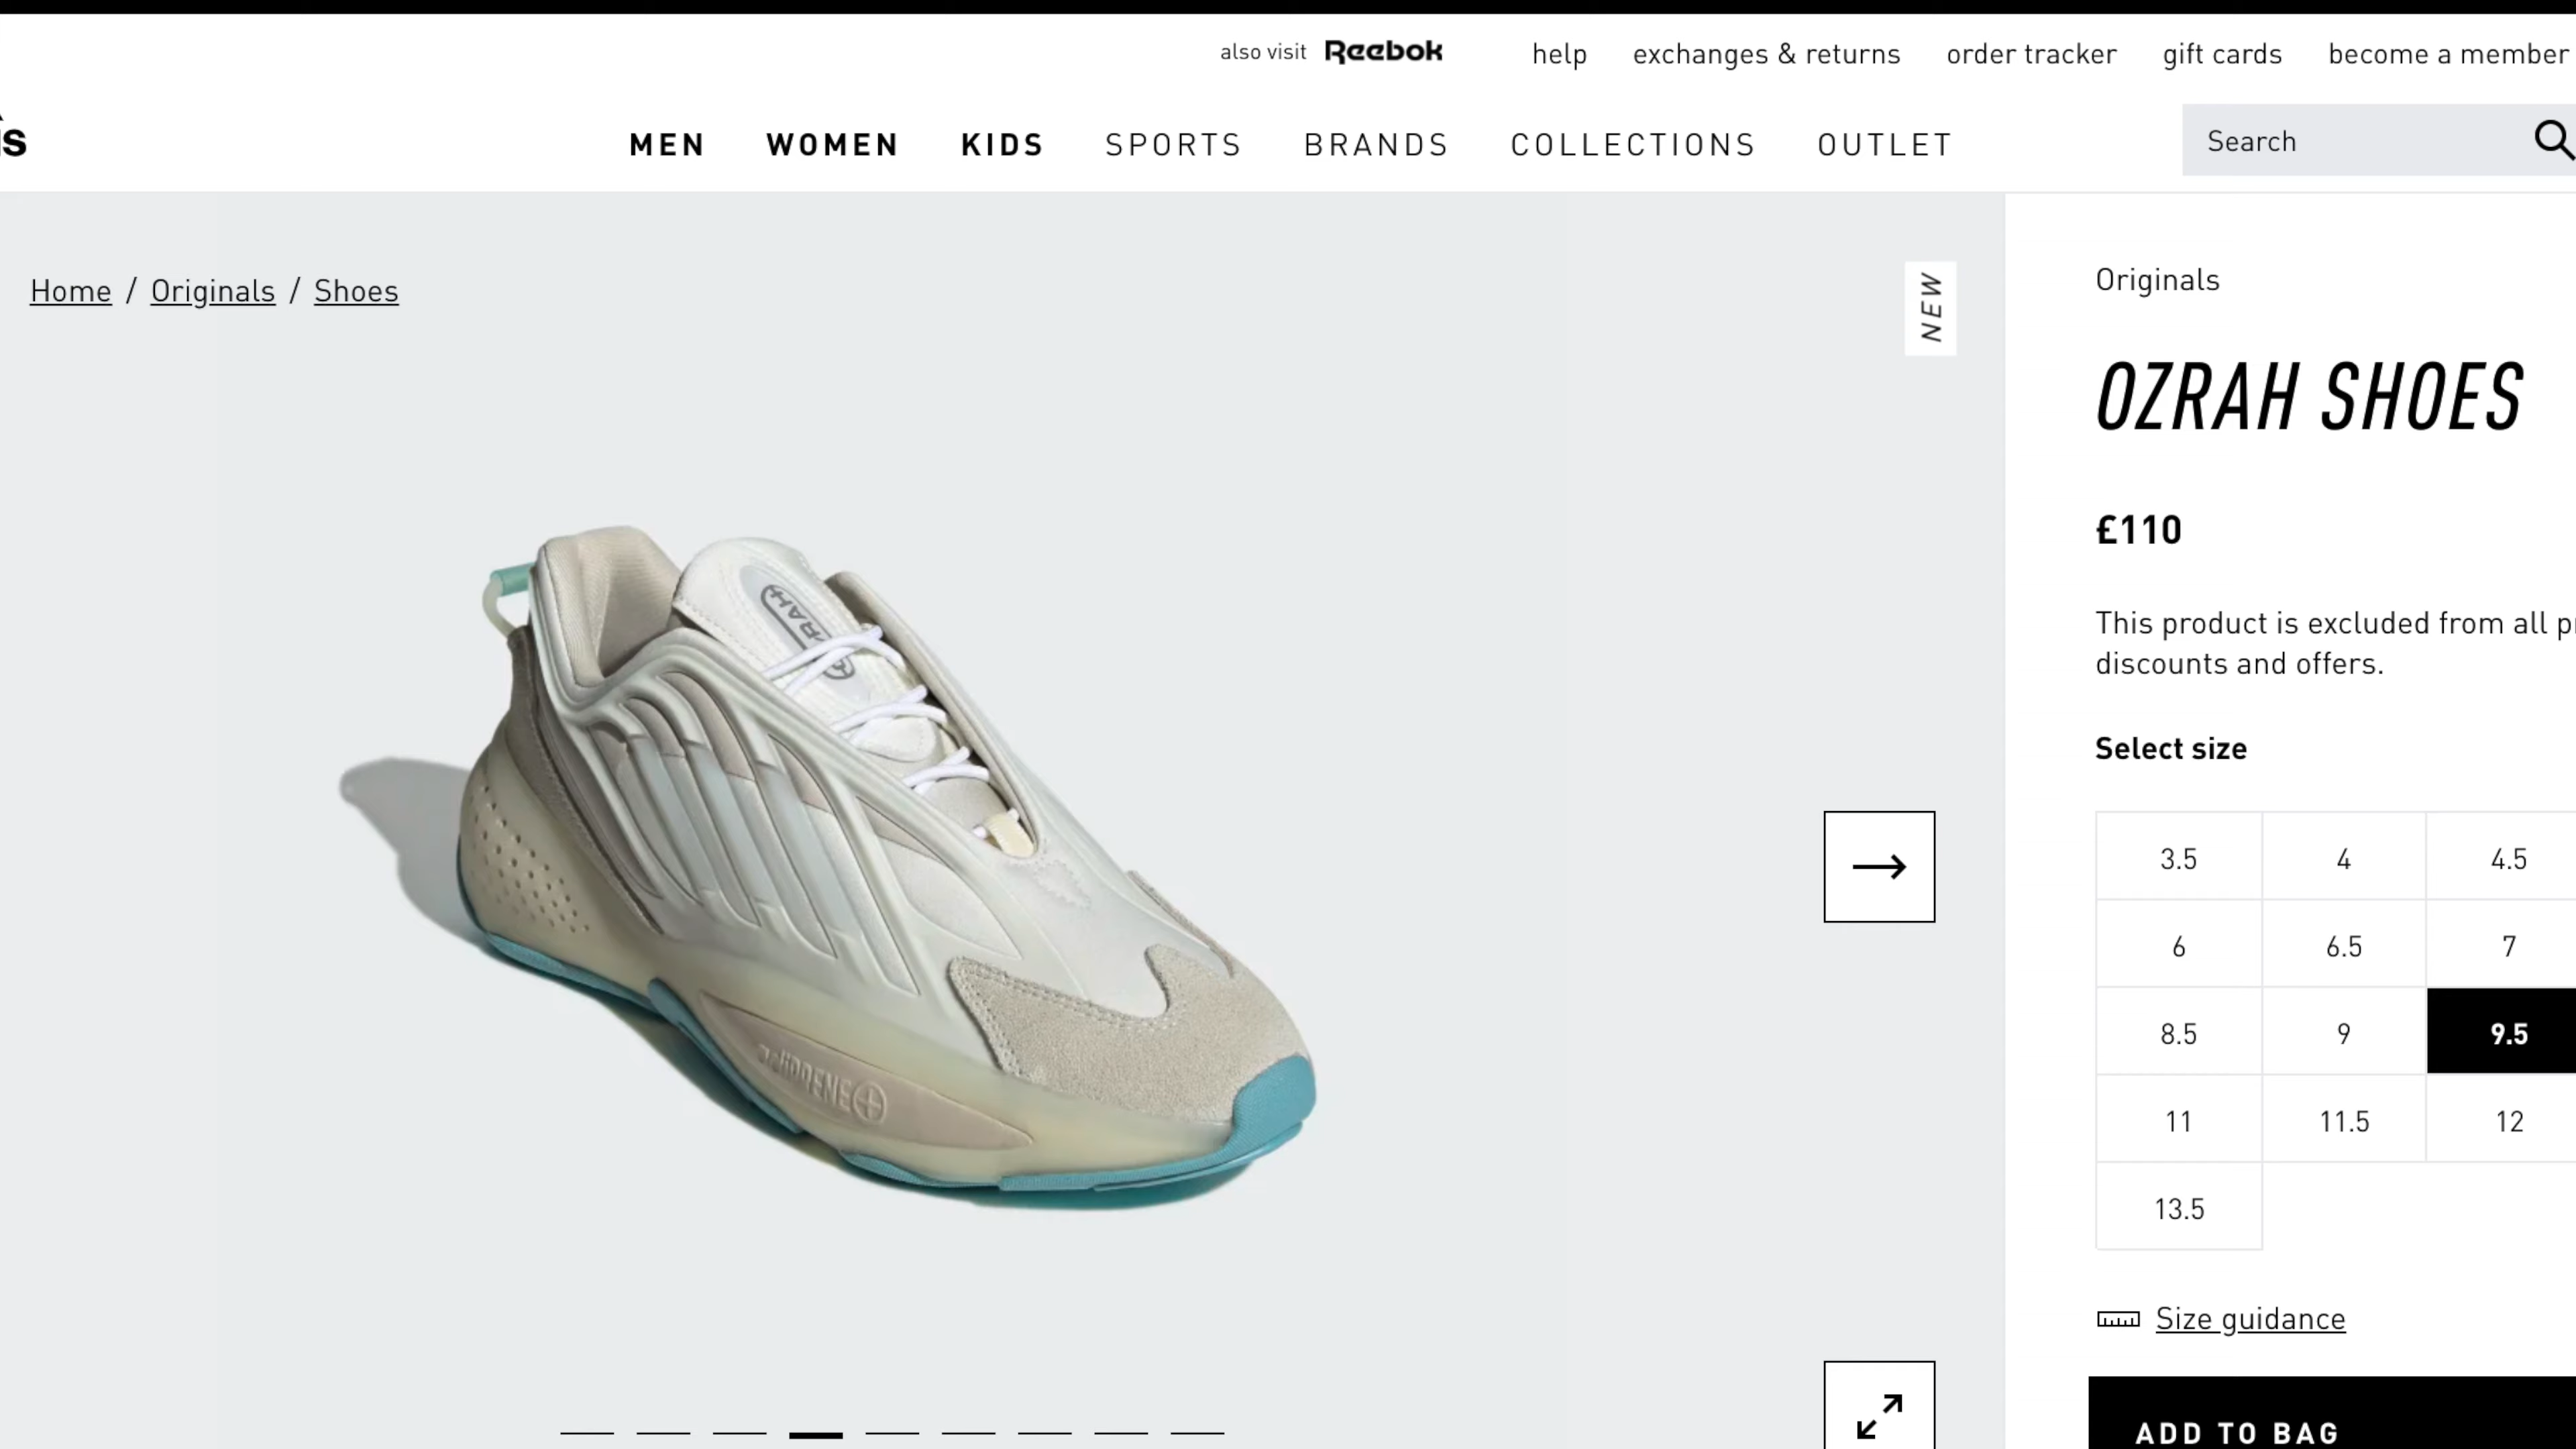 also visit Reebok help exchanges & returns order tracker gift cards become a member
MEN WOMEN KIDS SPORTS BRANDS COLLECTIONS OUTLET Search
Home / Originals / Shoes
NEW
Originals
OZRAH SHOES
£110
This product is excluded from all
discounts and offers.
Select size
3.5 4 4.5
6 6.5 7
8.5 9 9.5
11 11.5 12
13.5
Size guidance
ADD TO BAG